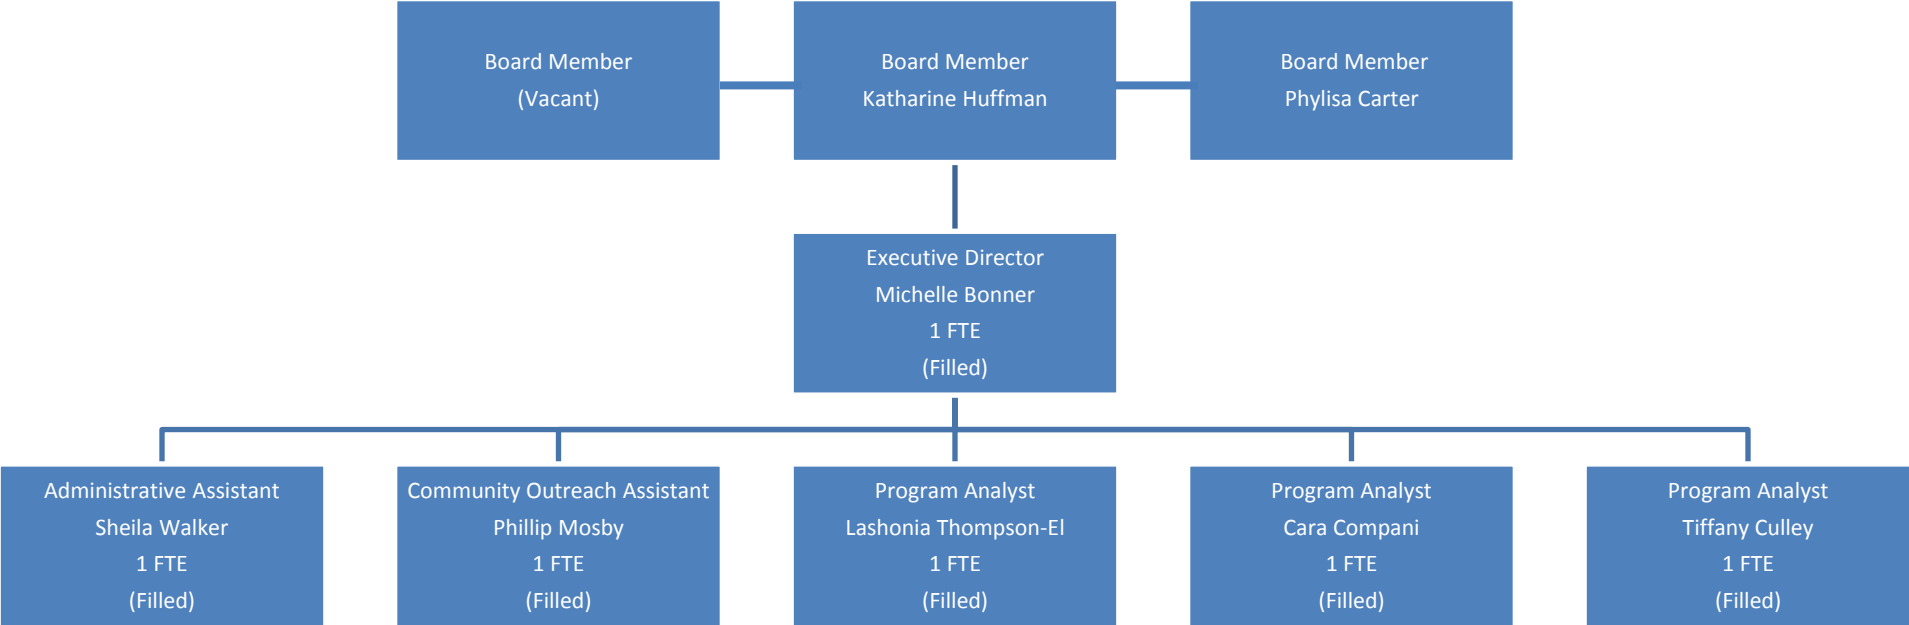 Board Member
(Vacant)
Board Member
Katharine Huffman
Board Member
Phylisa Carter
Executive Director
Michelle Bonner
1 FTE
(Filled)
Administrative Assistant
Sheila Walker
1 FTE
(Filled)
Community Outreach Assistant
Phillip Mosby
1 FTE
(Filled)
Program Analyst
Lashonia Thompson-El
1 FTE
(Filled)
Program Analyst
Cara Compani
1 FTE
(Filled)
Program Analyst
Tiffany Culley
1 FTE
(Filled)